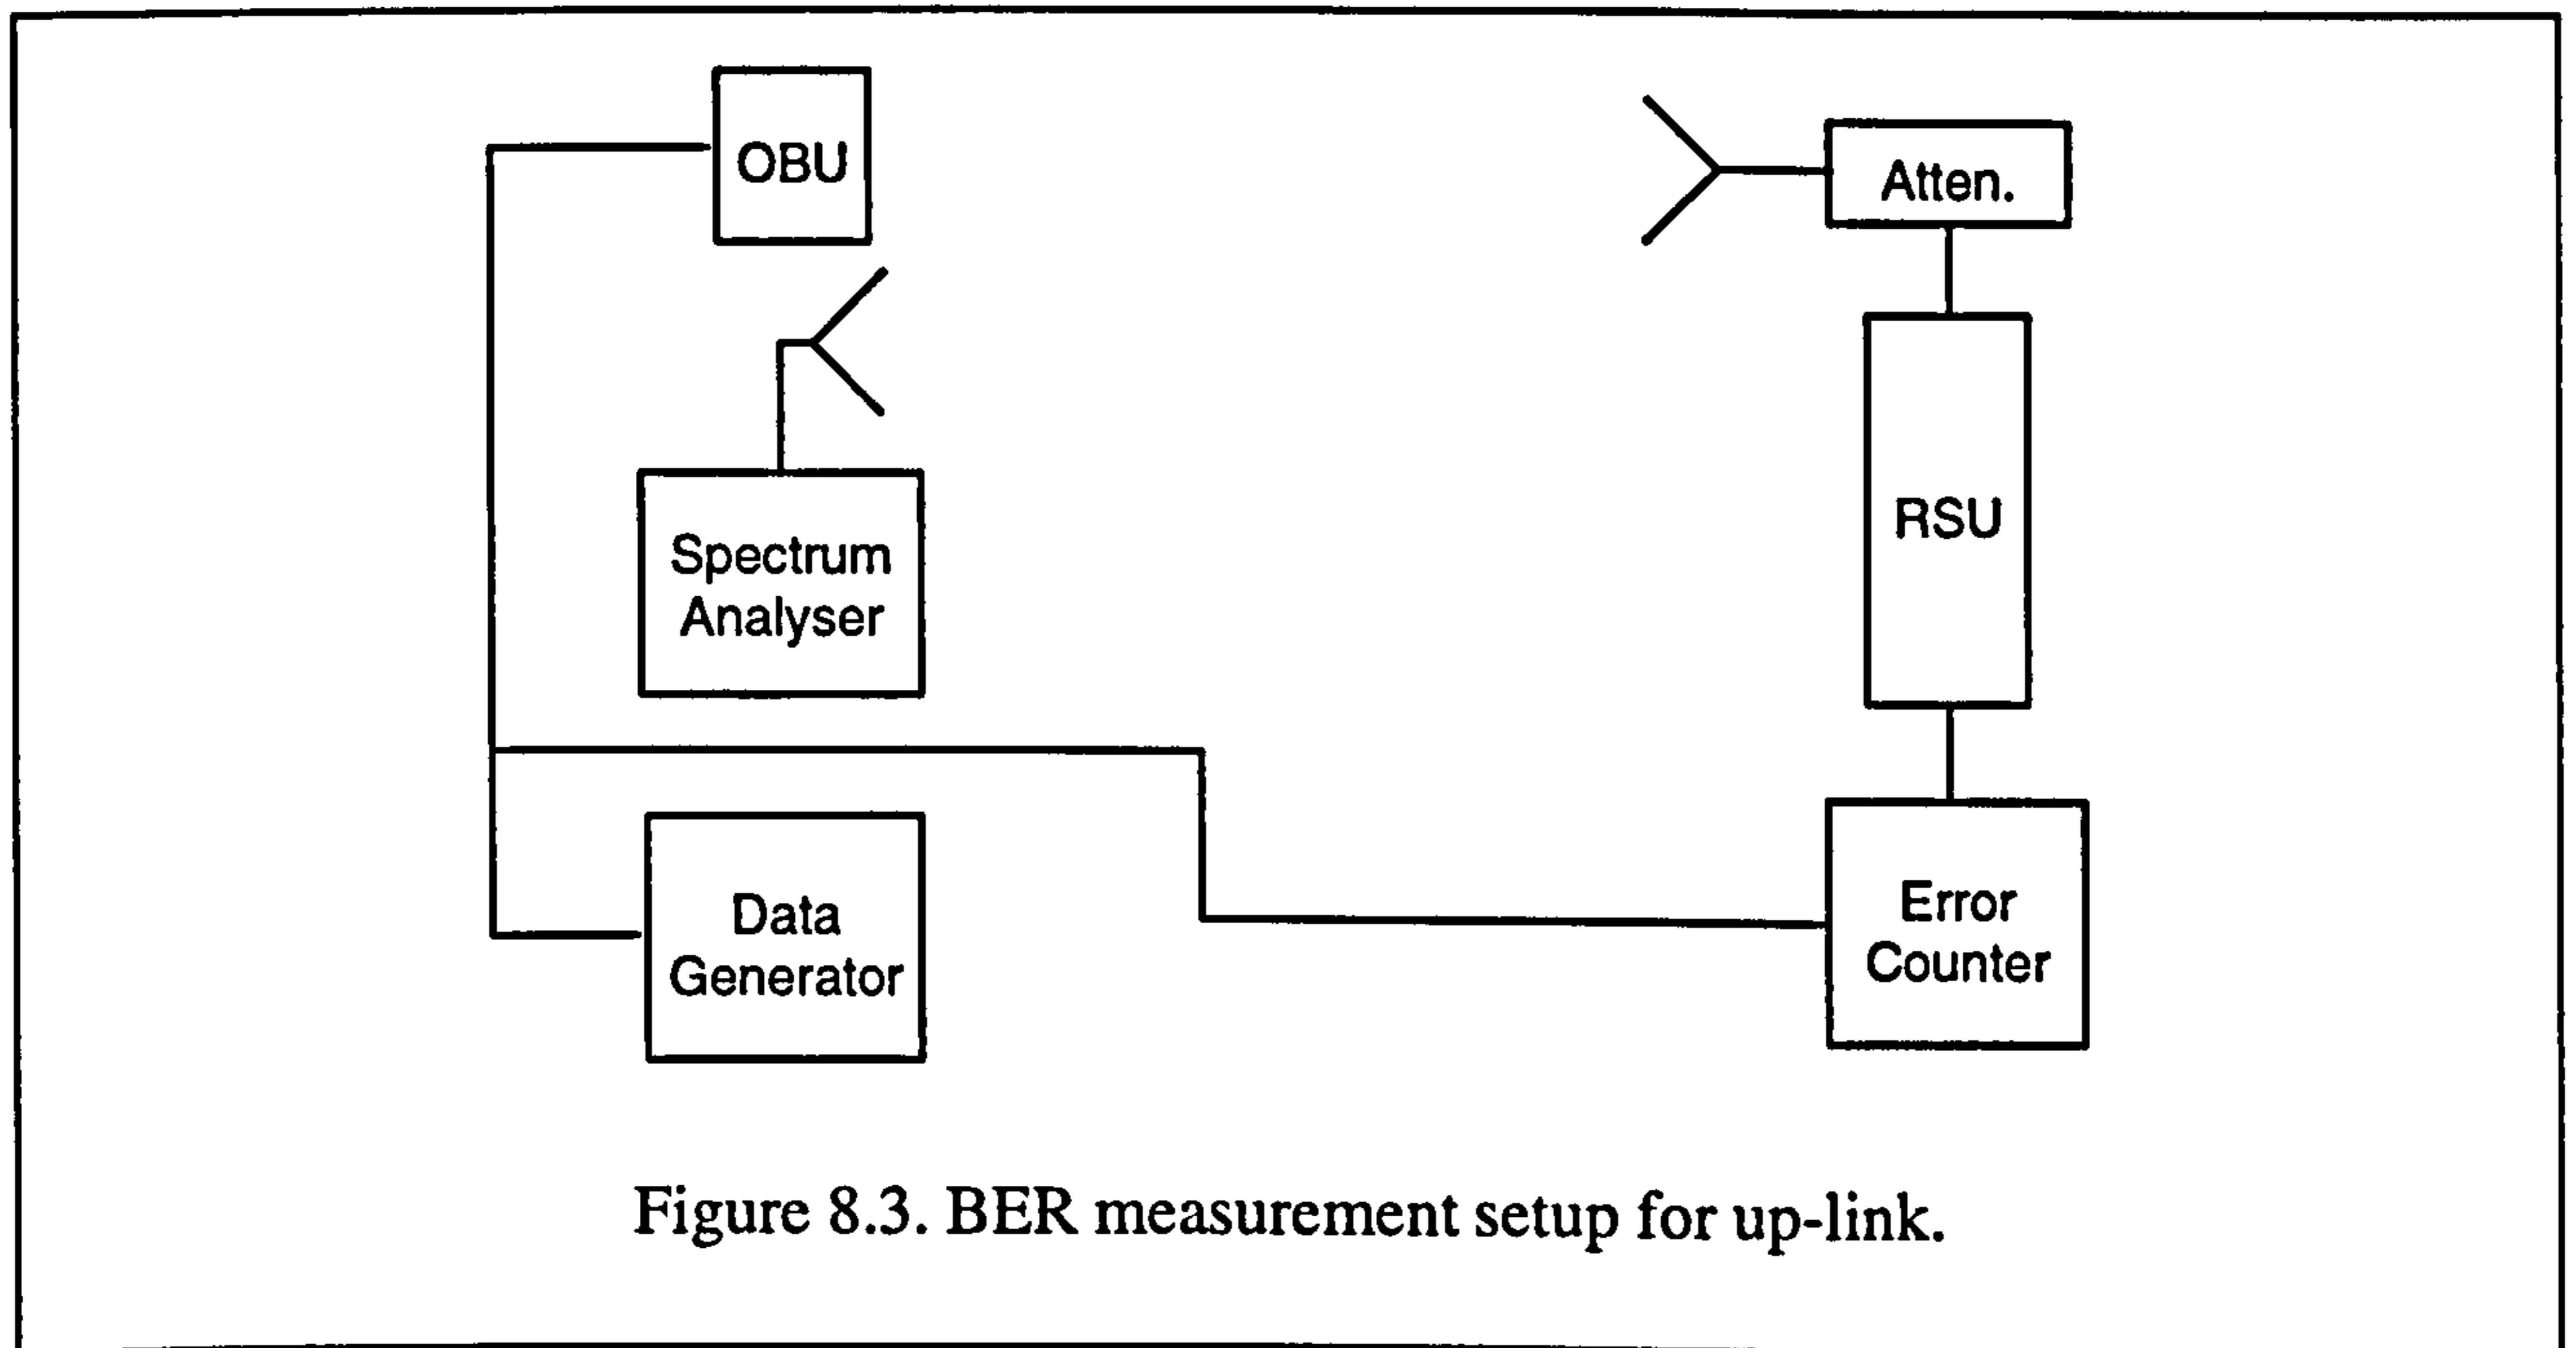 OBU
Atten.
Spectrum
Analyser
RSU
Data
Generator
Error
Counter
Figure 8.3. BER measurement setup for up-link.